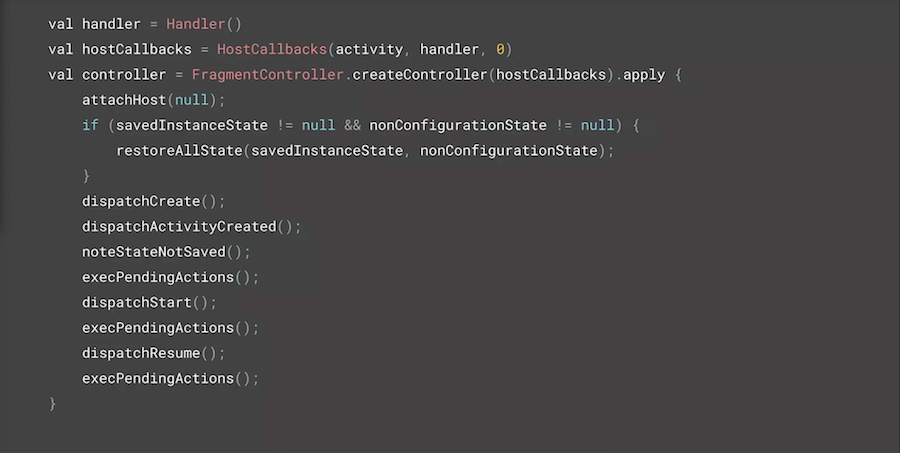 val handler = Handler()
val hostCallbacks = HostCallbacks(activity, handler, 0)
val controller = FragmentController.createController(hostCallbacks).apply {
    attachHost(null);
    if (savedInstanceState != null && nonConfigurationState != null) {
        restoreAllState(savedInstanceState, nonConfigurationState);
    }
    dispatchCreate();
    dispatchActivityCreated();
    noteStateNotSaved();
    execPendingActions();
    dispatchStart();
    execPendingActions();
    dispatchResume();
    execPendingActions();
}